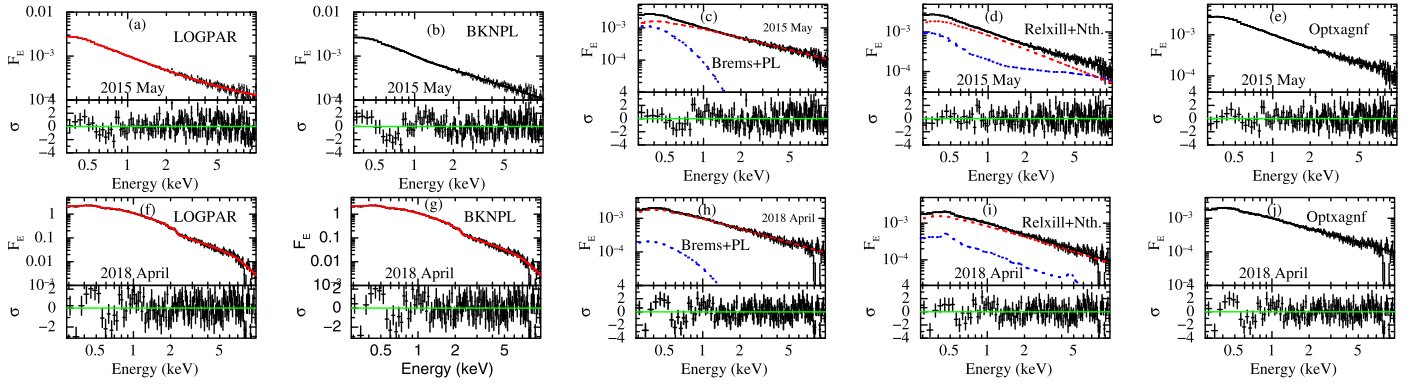 (a) LOGPAR
2015 May
F_E
0.01
10⁻³
10⁻⁴
σ
2
0
−2
−4
0.5 1 2 5
Energy (keV)
(b) BKNPL
2015 May
F_E
0.01
10⁻³
10⁻⁴
σ
2
0
−2
−4
0.5 1 2 5
Energy (keV)
(c) 2015 May
Brems+PL
F_E
10⁻³
10⁻⁴
4
σ
2
0
−2
−4
0.5 1 5
Energy (keV)
(d) Relxill+Nth.
2015 May
F_E
10⁻³
10⁻⁴
4
σ
2
0
−2
−4
0.5 1 5
Energy (keV)
(e) Optxagnf
2015 May
F_E
10⁻³
10⁻⁴
4
σ
2
0
−2
−4
0.5 1 5
Energy (keV)
(f) LOGPAR
2018 April
F_E
1
0.1
0.01
10⁻³
σ
2
0
−2
0.5 1 2 5
Energy (keV)
(g) BKNPL
2018 April
F_E
1
0.1
0.01
10⁻³
σ
2
0
−2
0.5 1 2 5
Energy (keV)
(h) 2018 April
Brems+PL
F_E
10⁻³
10⁻⁴
4
σ
2
0
−2
−4
0.5 1 5
Energy (keV)
(i) Relxill+Nth.
2018 April
F_E
10⁻³
10⁻⁴
4
σ
2
0
−2
−4
0.5 1 5
Energy (keV)
(j) Optxagnf
2018 April
F_E
10⁻³
10⁻⁴
4
σ
2
0
−2
−4
0.5 1 5
Energy (keV)